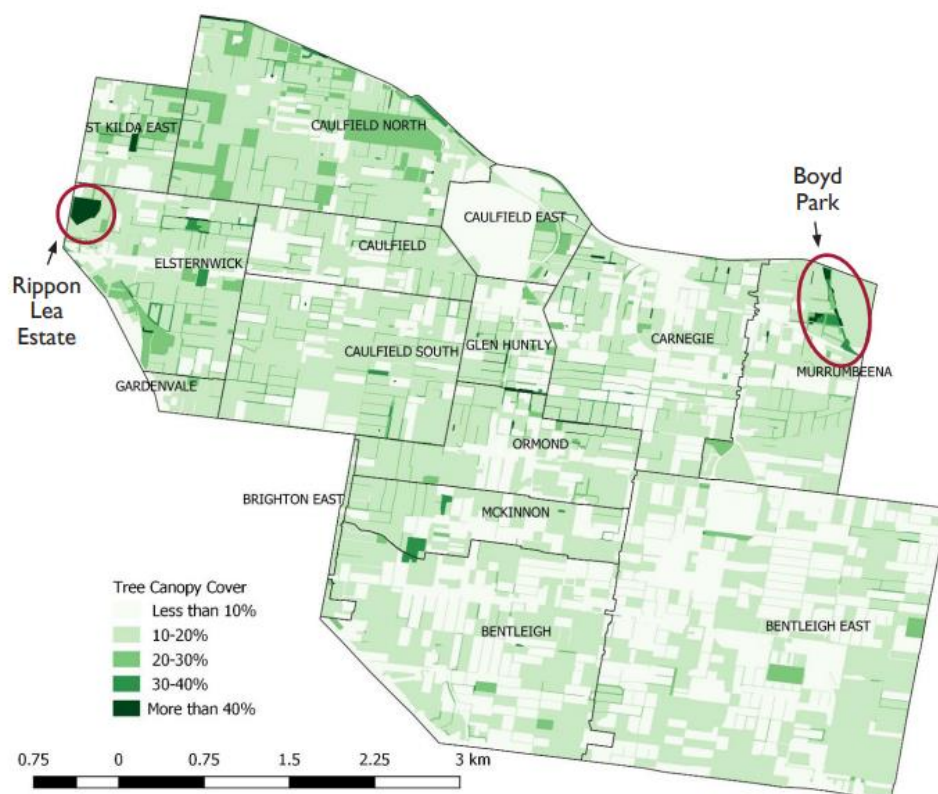 ST KILDA EAST
CAULFIELD NORTH
Boyd
Park
CAULFIELD EAST
CAULFIELD
ELSTERNWICK
Rippon
Lea
Estate
CAULFIELD SOUTH
GLEN HUNTLY
CARNEGIE
MURRUMBEENA
GARDENVALE
ORMOND
BRIGHTON EAST
MCKINNON
Tree Canopy Cover
Less than 10%
10-20%
20-30%
30-40%
More than 40%
BENTLEIGH
BENTLEIGH EAST
0.75 0 0.75 1.5 2.25 3 km